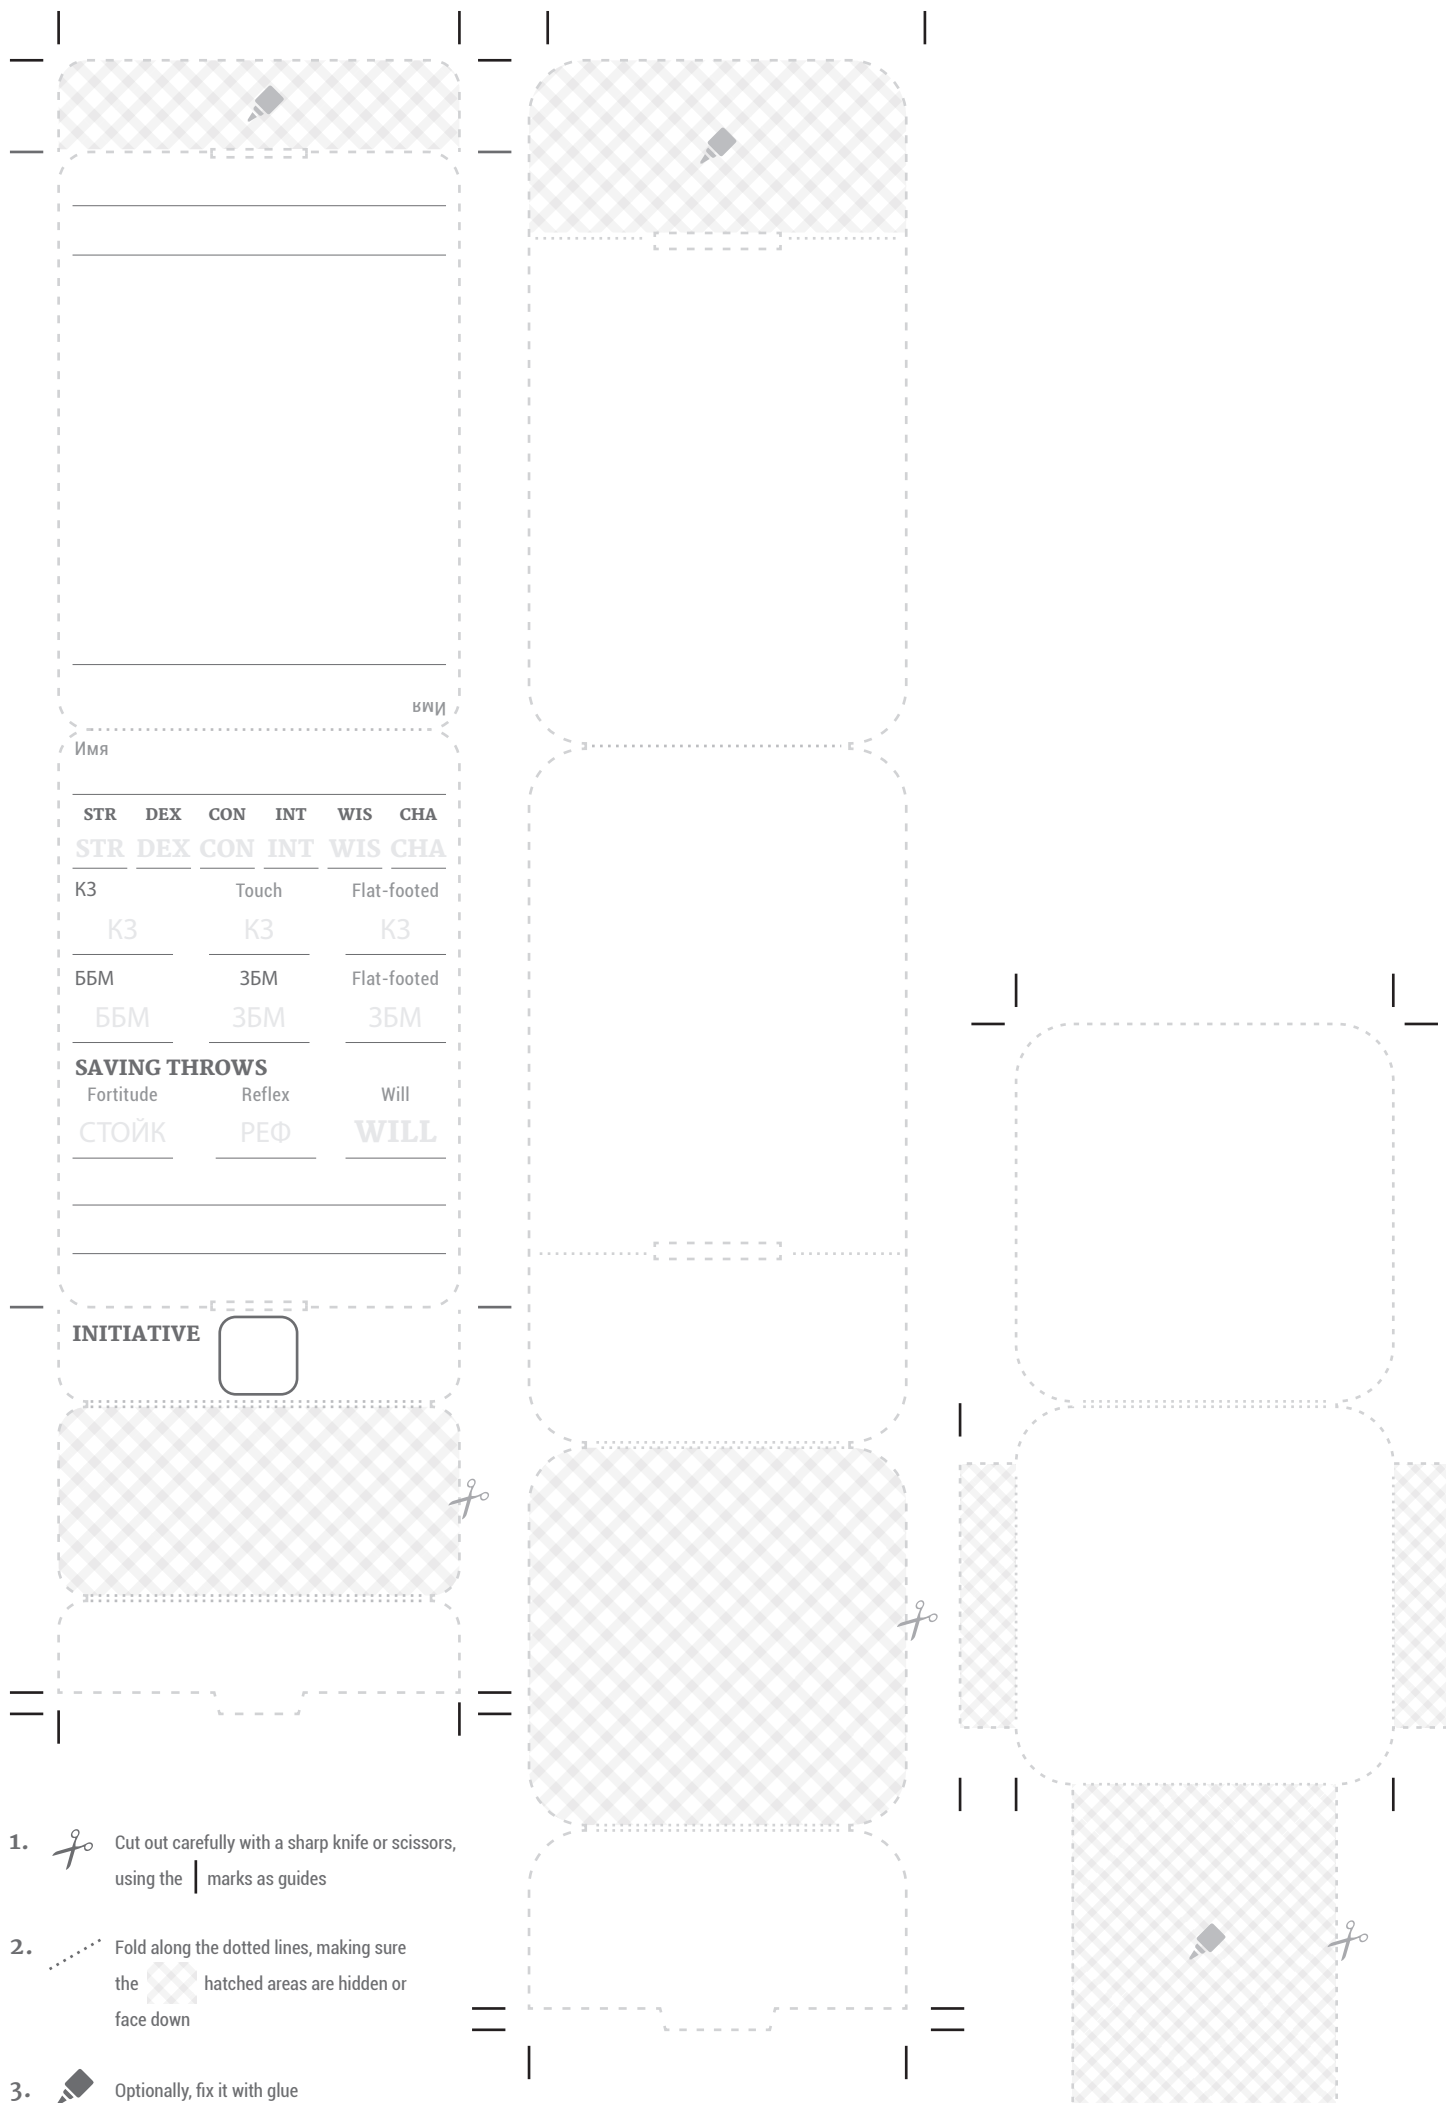 Имя
Имя
STR DEX CON INT WIS CHA
STR DEX CON INT WIS CHA
КЗ Touch Flat-footed
КЗ КЗ КЗ
ББМ ЗБМ Flat-footed
ББМ ЗБМ ЗБМ
SAVING THROWS
Fortitude Reflex Will
СТОЙК РЕФ WILL
INITIATIVE
1. Cut out carefully with a sharp knife or scissors,
using the marks as guides
2. Fold along the dotted lines, making sure
the hatched areas are hidden or
face down
3. Optionally, fix it with glue